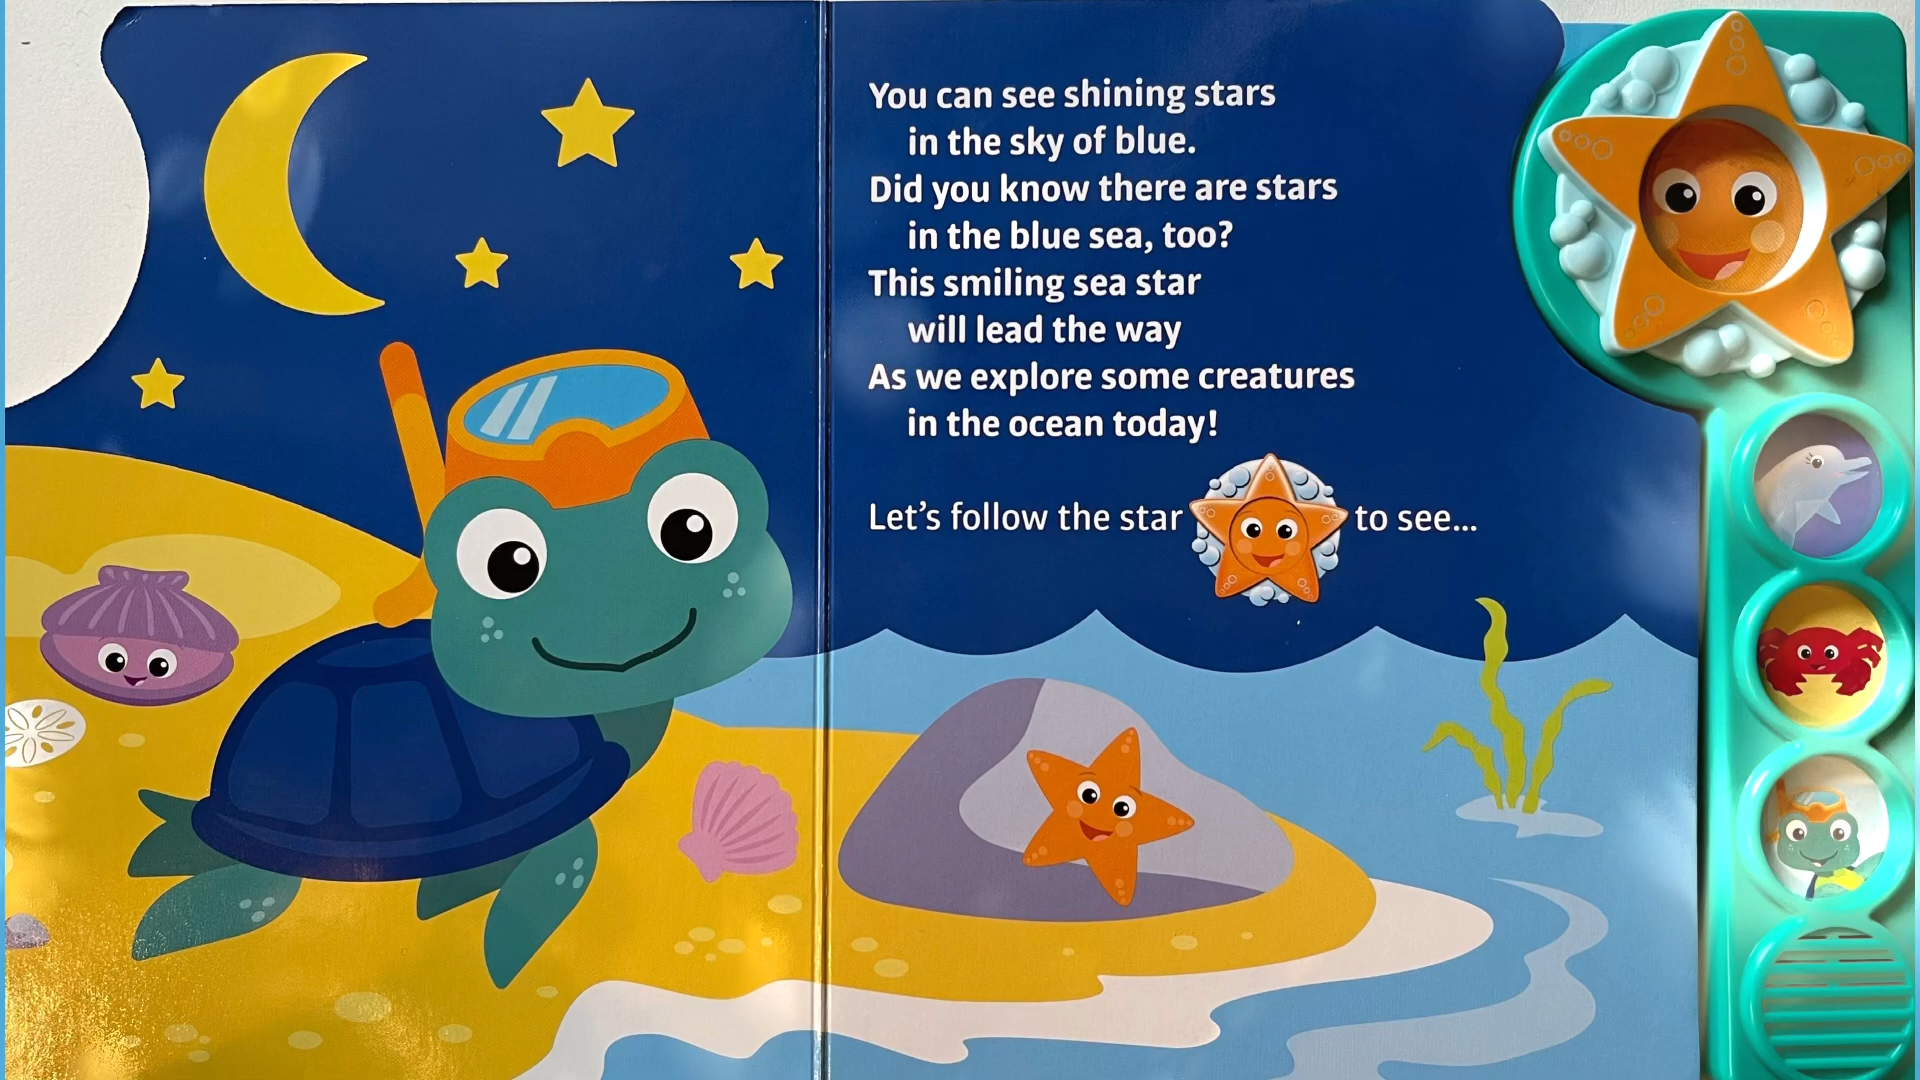 You can see shining stars
in the sky of blue.
Did you know there are stars
in the blue sea, too?
This smiling sea star
will lead the way
As we explore some creatures
in the ocean today!
Let’s follow the star to see...